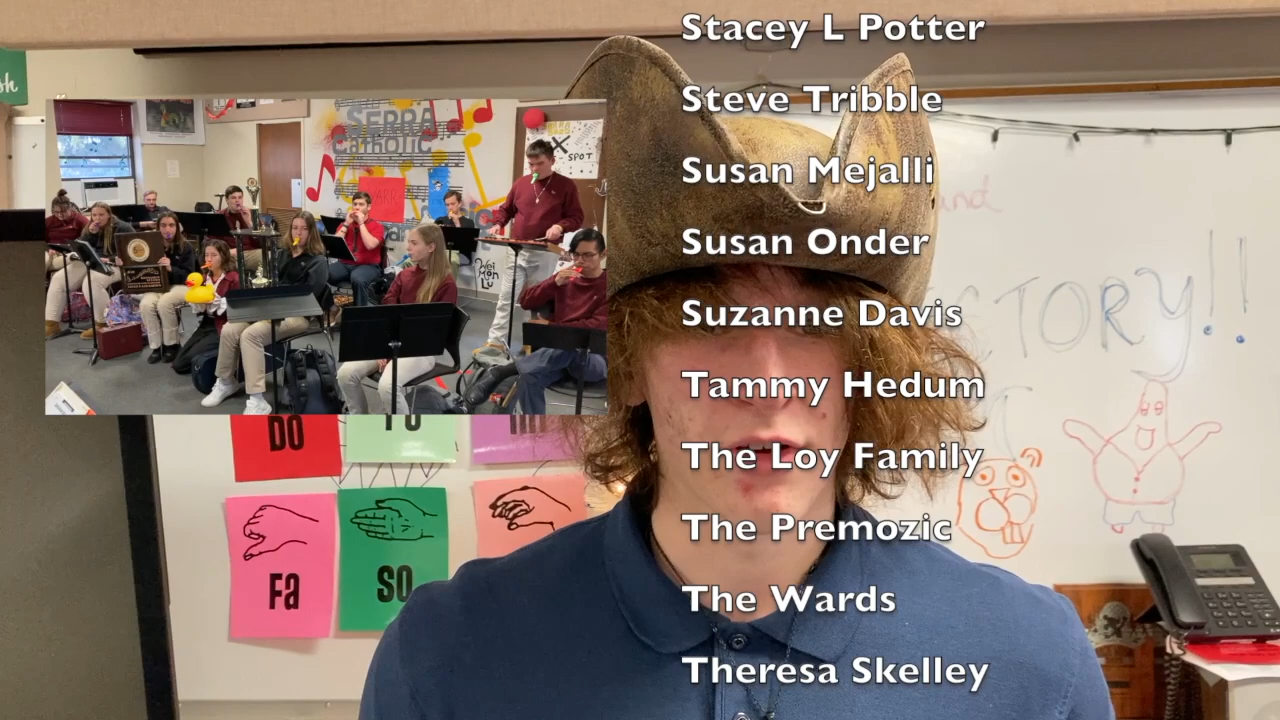 Stacey L Potter
Steve Tribble
Susan Mejalli
Susan Onder
Suzanne Davis
Tammy Hedum
The Loy Family
The Premozic
The Wards
Theresa Skelley
SERRA
Catholic
SPOT
DO
Fa
SO